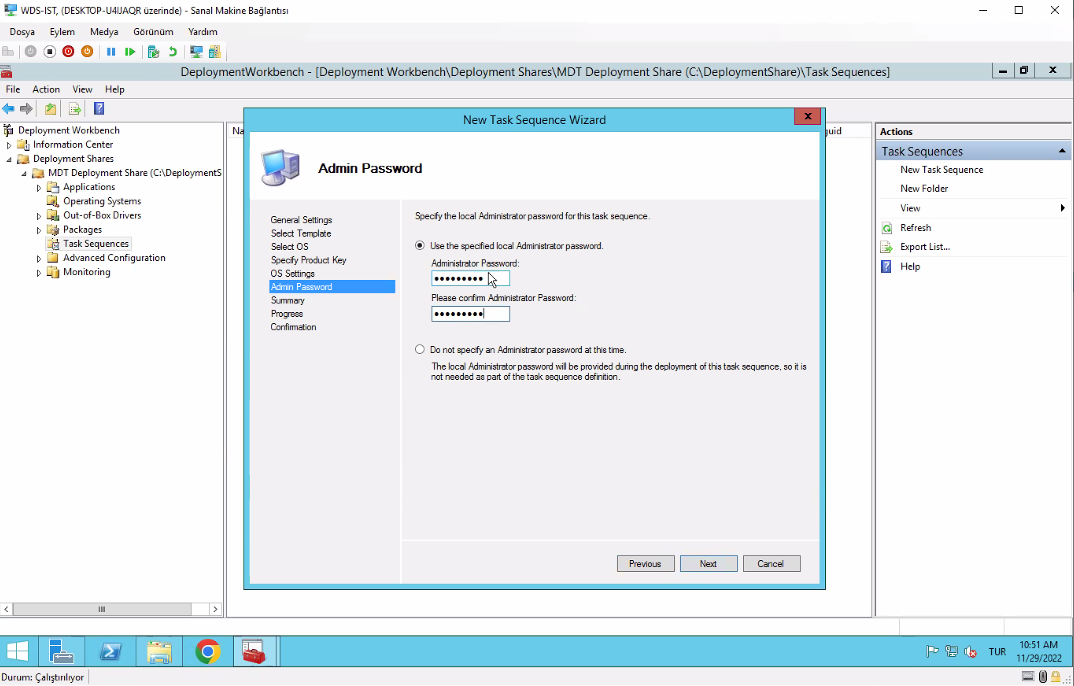 WDS-IST, (DESKTOP-U4IJAQR üzerinde) - Sanal Makine Bağlantısı
Dosya Eylem Medya Görünüm Yardım
DeploymentWorkbench - [Deployment Workbench\Deployment Shares\MDT Deployment Share (C:\DeploymentShare)\Task Sequences]
File Action View Help
Deployment Workbench
Information Center
Deployment Shares
MDT Deployment Share (C:\DeploymentS
Applications
Operating Systems
Out-of-Box Drivers
Packages
Task Sequences
Advanced Configuration
Monitoring
Na
New Task Sequence Wizard
uid
Admin Password
General Settings
Select Template
Select OS
Specify Product Key
OS Settings
Admin Password
Summary
Progress
Confirmation
Specify the local Administrator password for this task sequence.
Use the specified local Administrator password.
Administrator Password:
Please confirm Administrator Password:
Do not specify an Administrator password at this time.
The local Administrator password will be provided during the deployment of this task sequence, so it is
not needed as part of the task sequence definition.
Previous Next Cancel
Actions
Task Sequences
New Task Sequence
New Folder
View
Refresh
Export List...
Help
TUR
10:51 AM
11/29/2022
Durum: Çalıştırılıyor